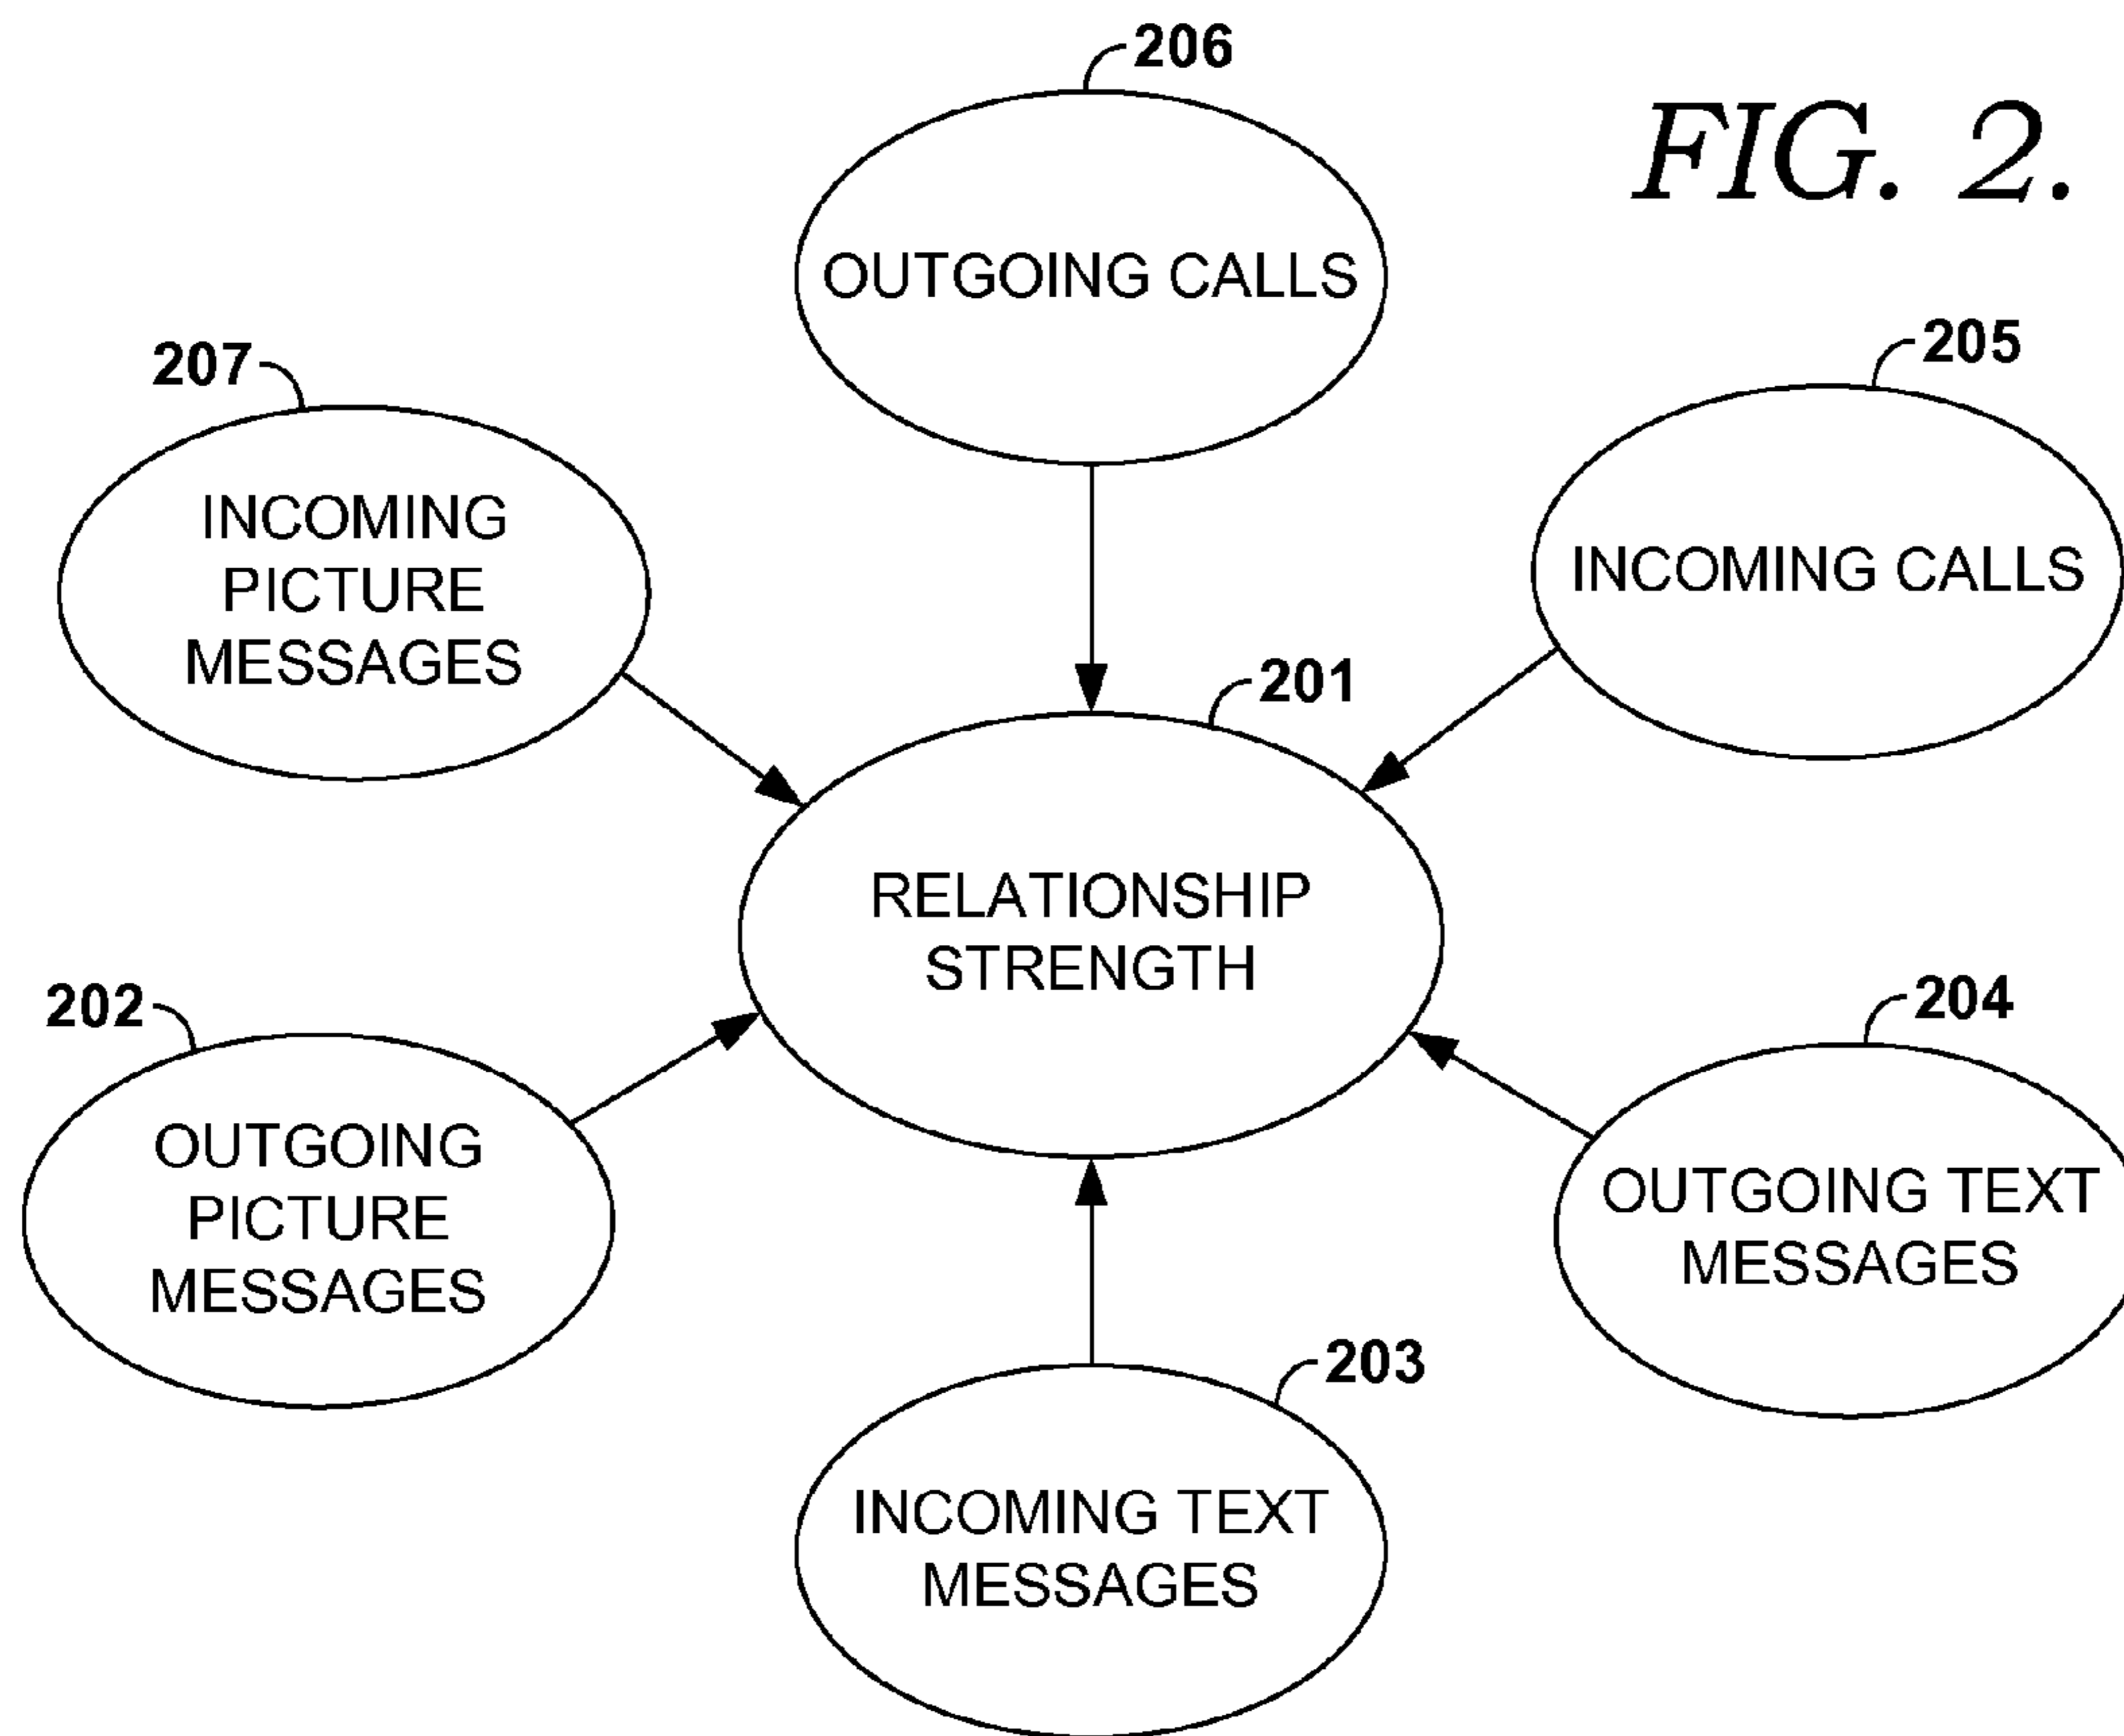 206
FIG. 2.
OUTGOING CALLS
205
207
INCOMING
PICTURE
MESSAGES
INCOMING CALLS
201
RELATIONSHIP
STRENGTH
202
OUTGOING
PICTURE
MESSAGES
204
OUTGOING TEXT
MESSAGES
203
INCOMING TEXT
MESSAGES